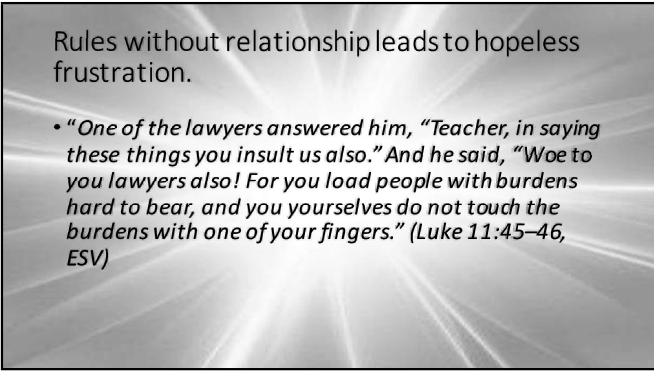 Rules without relationship leads to hopeless
frustration.
• “One of the lawyers answered him, “Teacher, in saying
these things you insult us also.” And he said, “Woe to
you lawyers also! For you load people with burdens
hard to bear, and you yourselves do not touch the
burdens with one of your fingers.” (Luke 11:45–46,
ESV)